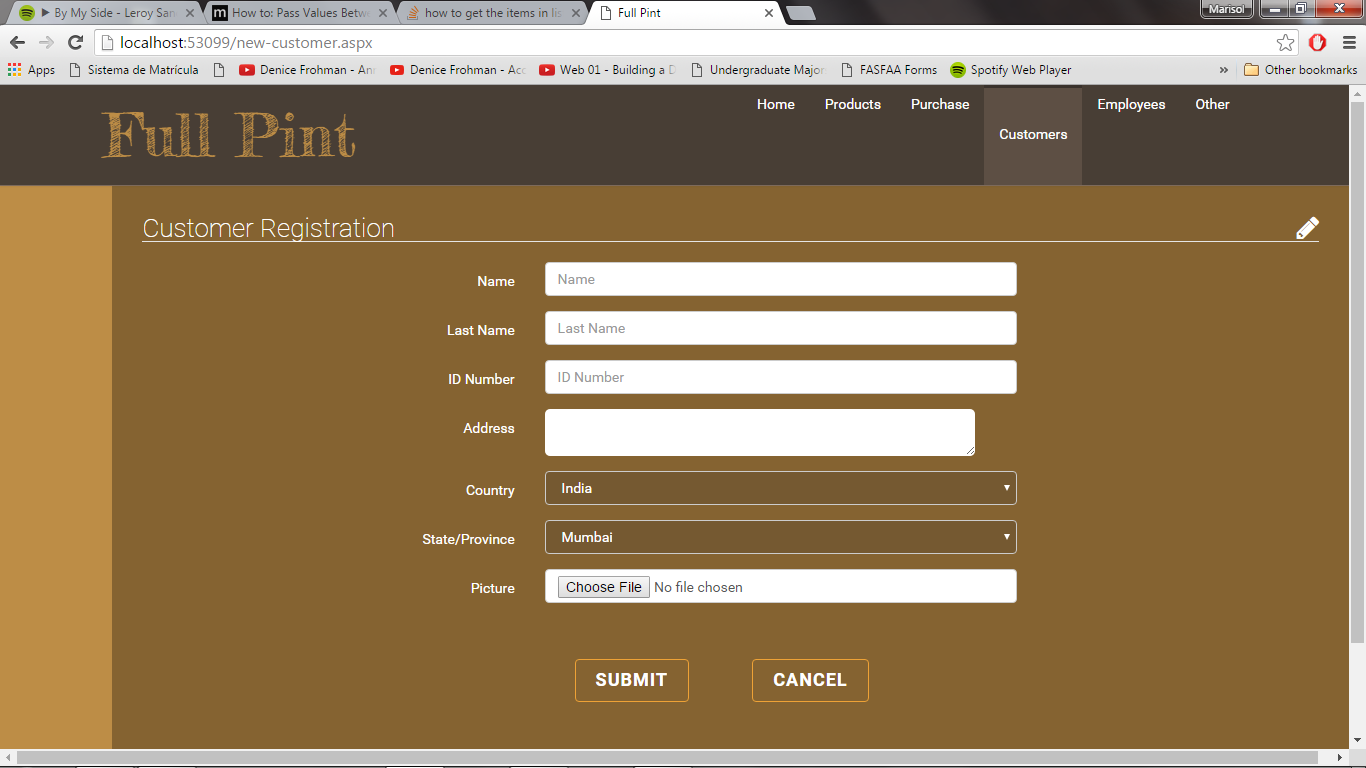 ▶ By My Side - Leroy San
How to: Pass Values Betwe
how to get the items in lis
Full Pint
Marisol
localhost:53099/new-customer.aspx
Apps
Sistema de Matrícula
Denice Frohman - Ann
Denice Frohman - Acc
Web 01 - Building a D
Undergraduate Major
FASFAA Forms
Spotify Web Player
»
Other bookmarks
Full Pint
Home
Products
Purchase
Customers
Employees
Other
Customer Registration
Name
Name
Last Name
Last Name
ID Number
ID Number
Address
Country
India
State/Province
Mumbai
Picture
Choose File No file chosen
SUBMIT
CANCEL